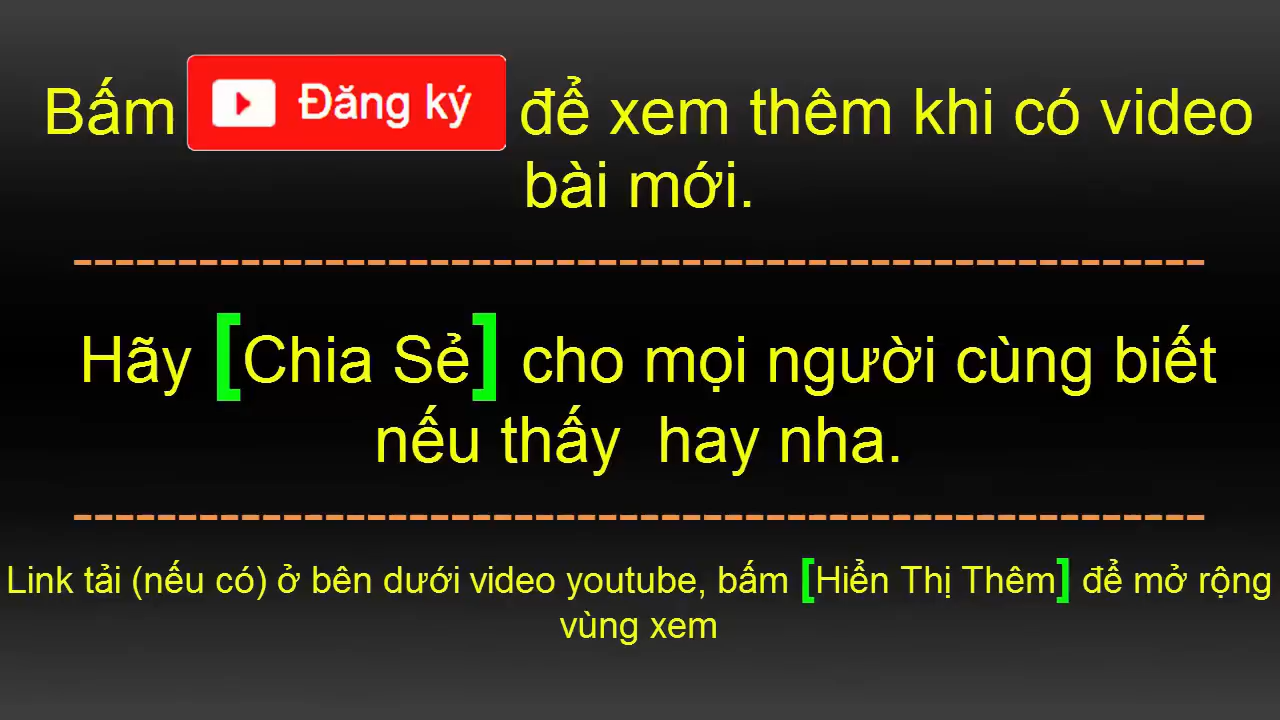 Bấm Đăng ký để xem thêm khi có video
bài mới.
------------------------------------------------------
Hãy [Chia Sẻ] cho mọi người cùng biết
nếu thấy hay nha.
------------------------------------------------------
Link tải (nếu có) ở bên dưới video youtube, bấm [Hiển Thị Thêm] để mở rộng
vùng xem